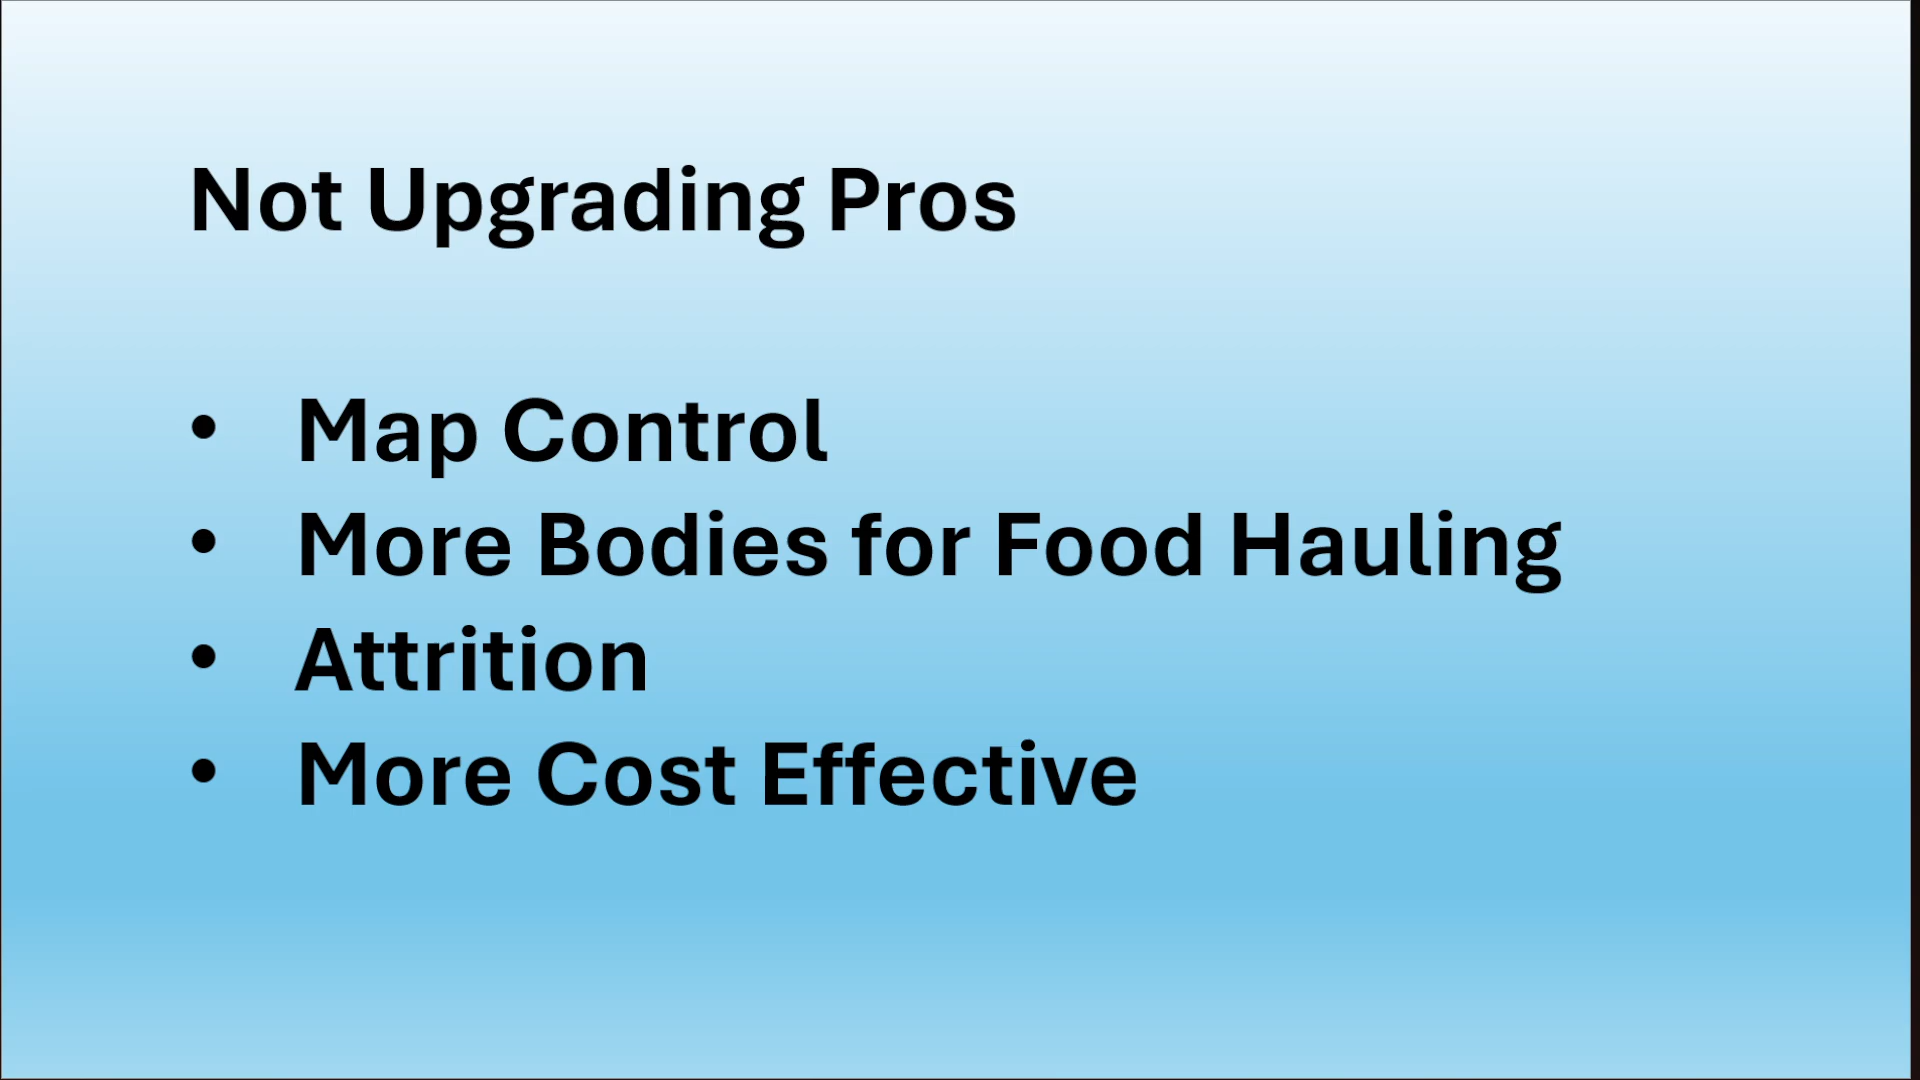 Not Upgrading Pros
• Map Control
• More Bodies for Food Hauling
• Attrition
• More Cost Effective